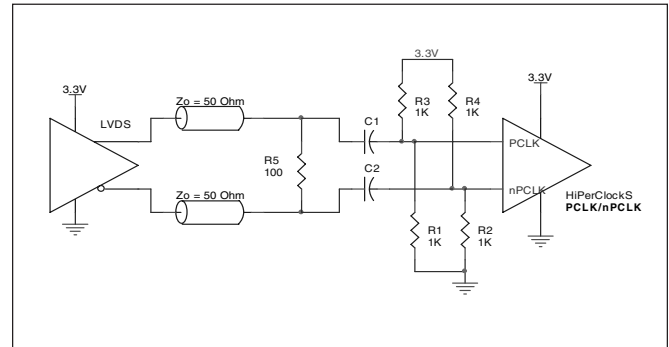 3.3V
3.3V
3.3V
Zo = 50 Ohm
LVDS
R3
1K
R4
1K
C1
PCLK
R5
100
C2
Zo = 50 Ohm
nPCLK
HiPerClockS
PCLK/nPCLK
R1
1K
R2
1K